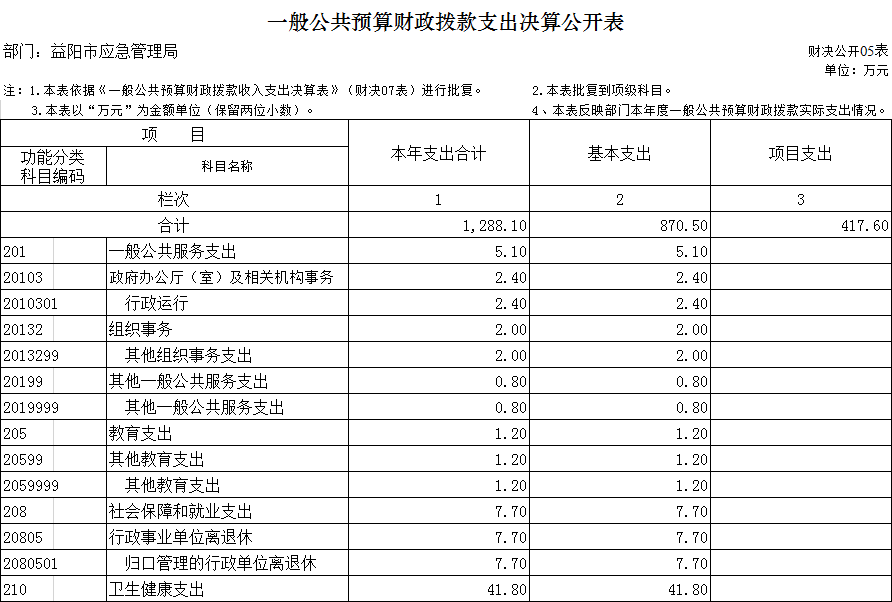 一般公共预算财政拨款支出决算公开表
部门：益阳市应急管理局
财决公开05表
单位：万元
注：1.本表依据《一般公共预算财政拨款收入支出决算表》（财决07表）进行批复。 2.本表批复到项级科目。
3.本表以“万元”为金额单位（保留两位小数）。 4、本表反映部门本年度一般公共预算财政拨款实际支出情况。
项 目 本年支出合计 基本支出 项目支出
功能分类
科目编码 科目名称
栏次 1 2 3
合计 1,288.10 870.50 417.60
201 一般公共服务支出 5.10 5.10
20103 政府办公厅（室）及相关机构事务 2.40 2.40
2010301 行政运行 2.40 2.40
20132 组织事务 2.00 2.00
2013299 其他组织事务支出 2.00 2.00
20199 其他一般公共服务支出 0.80 0.80
2019999 其他一般公共服务支出 0.80 0.80
205 教育支出 1.20 1.20
20599 其他教育支出 1.20 1.20
2059999 其他教育支出 1.20 1.20
208 社会保障和就业支出 7.70 7.70
20805 行政事业单位离退休 7.70 7.70
2080501 归口管理的行政单位离退休 7.70 7.70
210 卫生健康支出 41.80 41.80